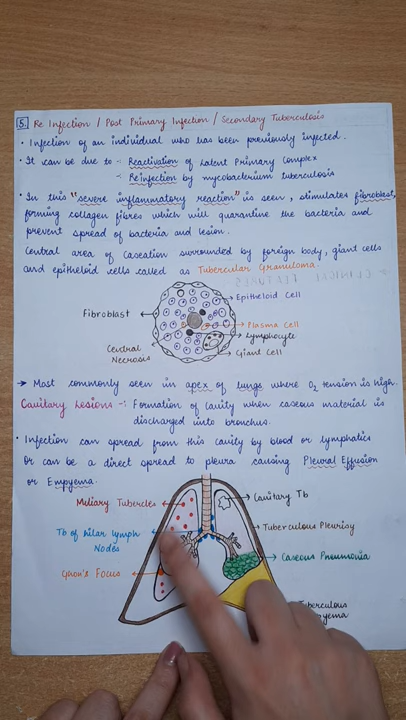 5. Re Infection / Post Primary Infection / Secondary Tuberculosis
• Infection of an individual who has been previously infected.
• It can be due to -: Reactivation of Latent Primary Complex
-: Reinfection by mycobacterium tuberculosis
• In this "severe inflammatory reaction" is seen, stimulates fibroblast,
forming collagen fibres which will quarantine the bacteria and
prevent spread of bacteria and lesion.
Central area of Caseation surrounded by foreign body, giant cells
and epitheloid cells called as Tubercular Granuloma.
Epitheloid Cell
Fibroblast
Plasma Cell
Lymphocyte
Central
Necrosis
Giant Cell
→ Most commonly seen in apex of lungs where O2 tension is high.
Cavitary Lesions -: Formation of cavity when caseous material is
discharged into bronchus.
• Infection can spread from this cavity by blood or lymphatics
Or can be a direct spread to pleura causing Pleural Effusion
or Empyema.
Miliary Tubercles
Cavitary Tb
Tb of hilar lymph
Nodes
Tuberculous Pleurisy
Caseous Pneumonia
Ghon's Focus